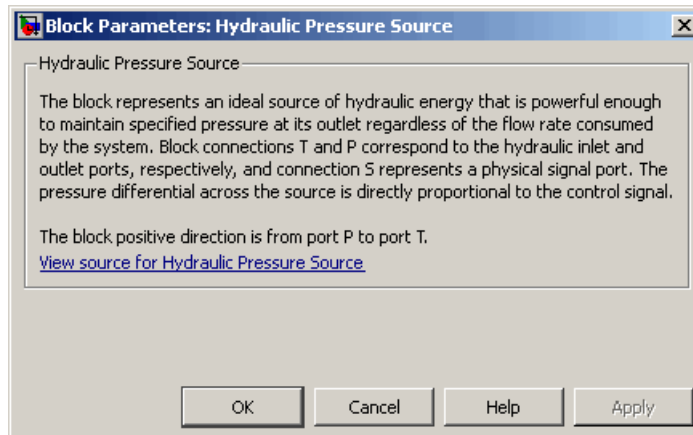 Block Parameters: Hydraulic Pressure Source
Hydraulic Pressure Source
The block represents an ideal source of hydraulic energy that is powerful enough
to maintain specified pressure at its outlet regardless of the flow rate consumed
by the system. Block connections T and P correspond to the hydraulic inlet and
outlet ports, respectively, and connection S represents a physical signal port. The
pressure differential across the source is directly proportional to the control signal.
The block positive direction is from port P to port T.
View source for Hydraulic Pressure Source
OK Cancel Help Apply